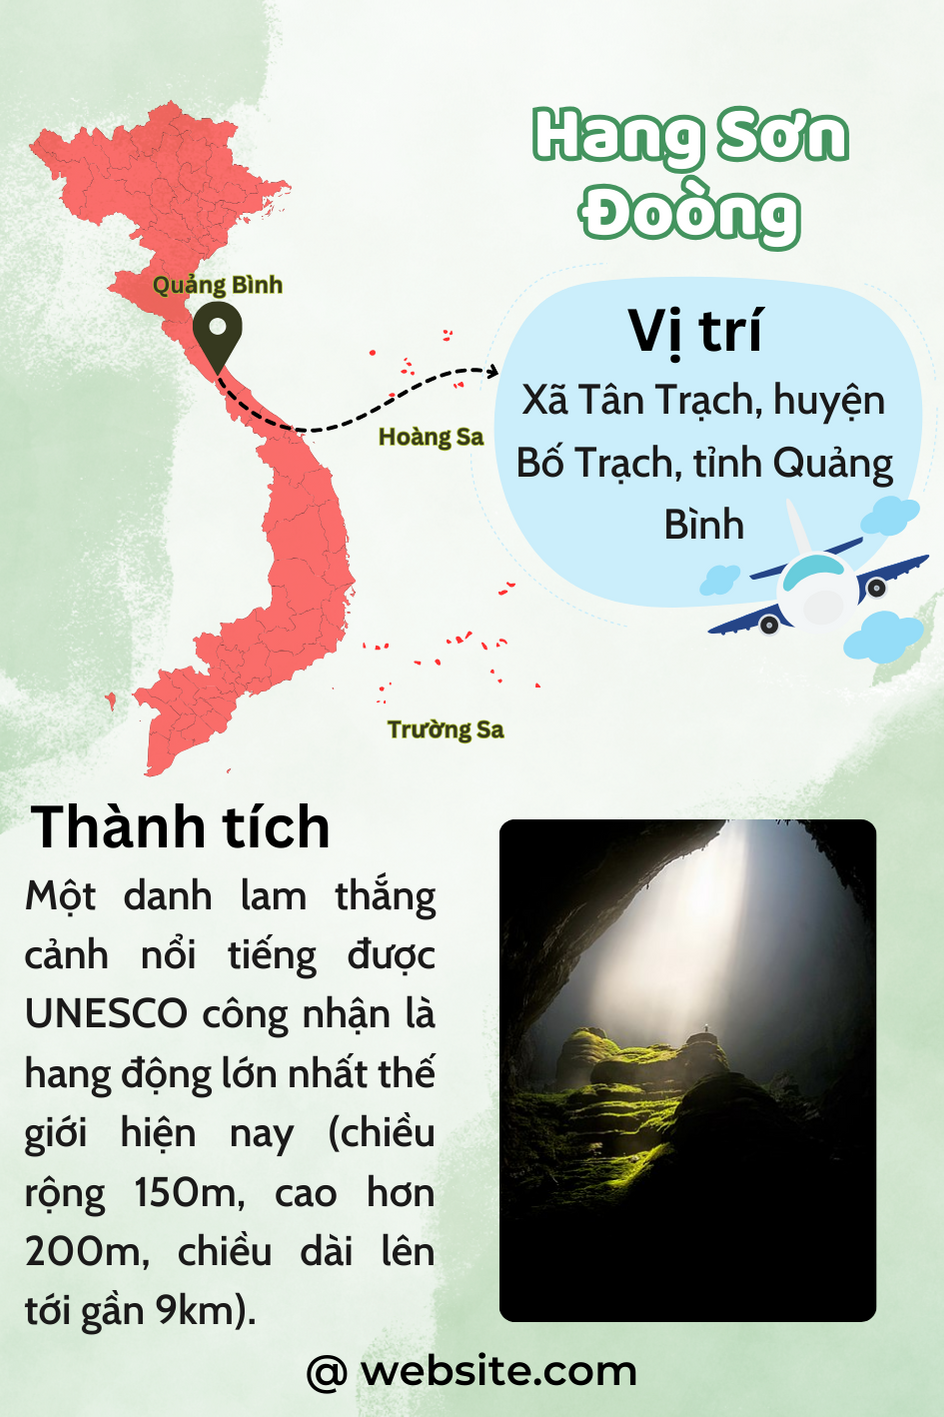 Hang Sơn
Đoòng
Quảng Bình
Vị trí
Xã Tân Trạch, huyện
Bố Trạch, tỉnh Quảng
Bình
Hoàng Sa
Trường Sa
Thành tích
Một danh lam thắng
cảnh nổi tiếng được
UNESCO công nhận là
hang động lớn nhất thế
giới hiện nay (chiều
rộng 150m, cao hơn
200m, chiều dài lên
tới gần 9km).
@ website.com